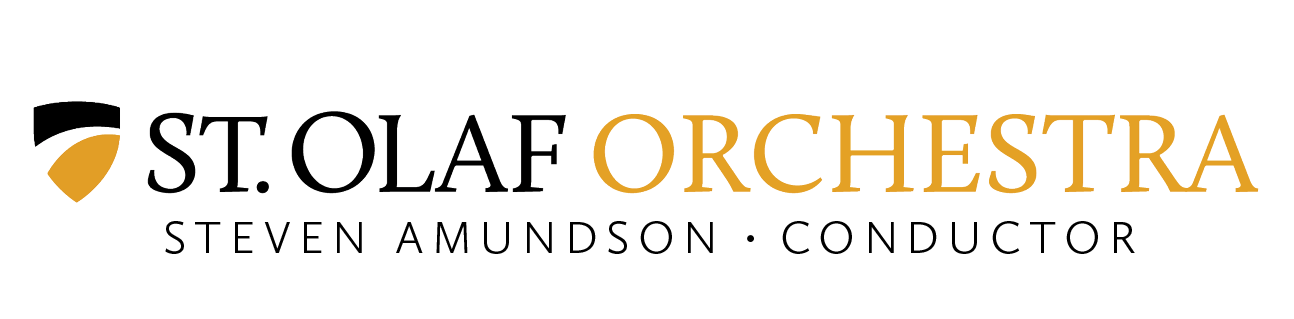 ST. OLAF ORCHESTRA
STEVEN AMUNDSON • CONDUCTOR